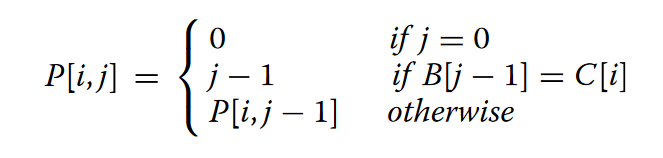 0 if j = 0
P[i,j] = { j − 1 if B[j − 1] = C[i]
P[i,j − 1] otherwise